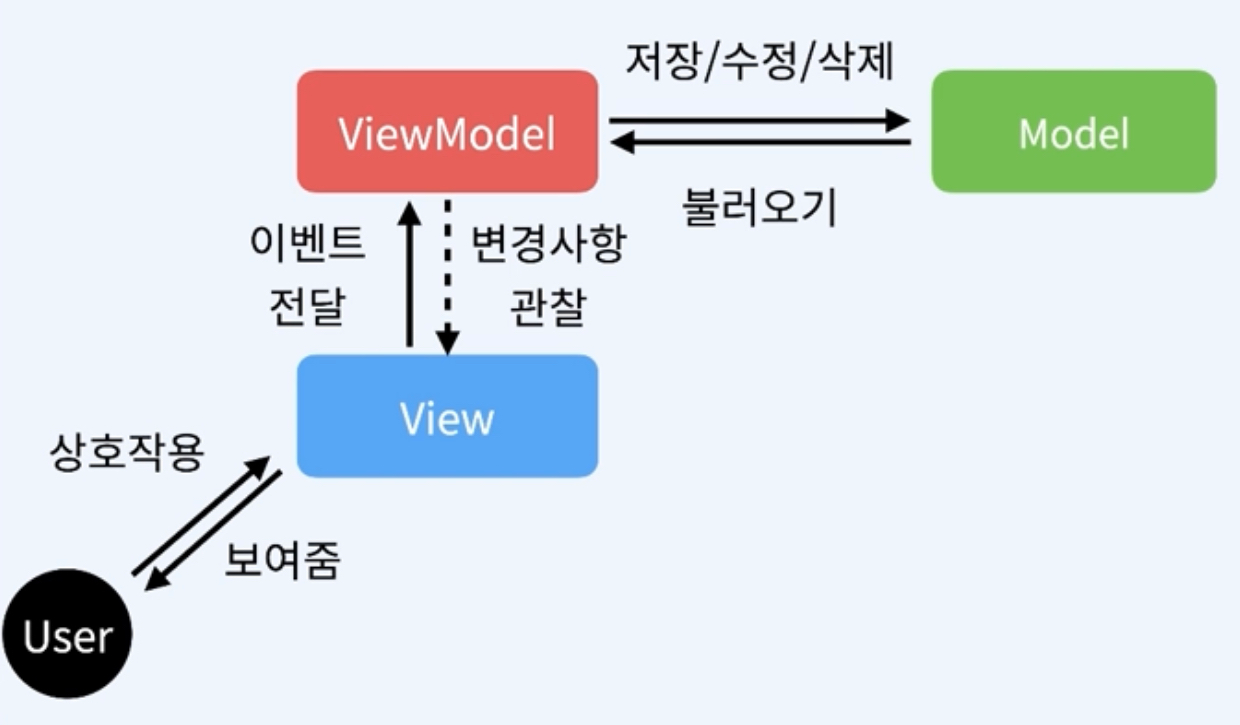 저장/수정/삭제
ViewModel
Model
불러오기
이벤트
전달
변경사항
관찰
View
상호작용
보여줌
User